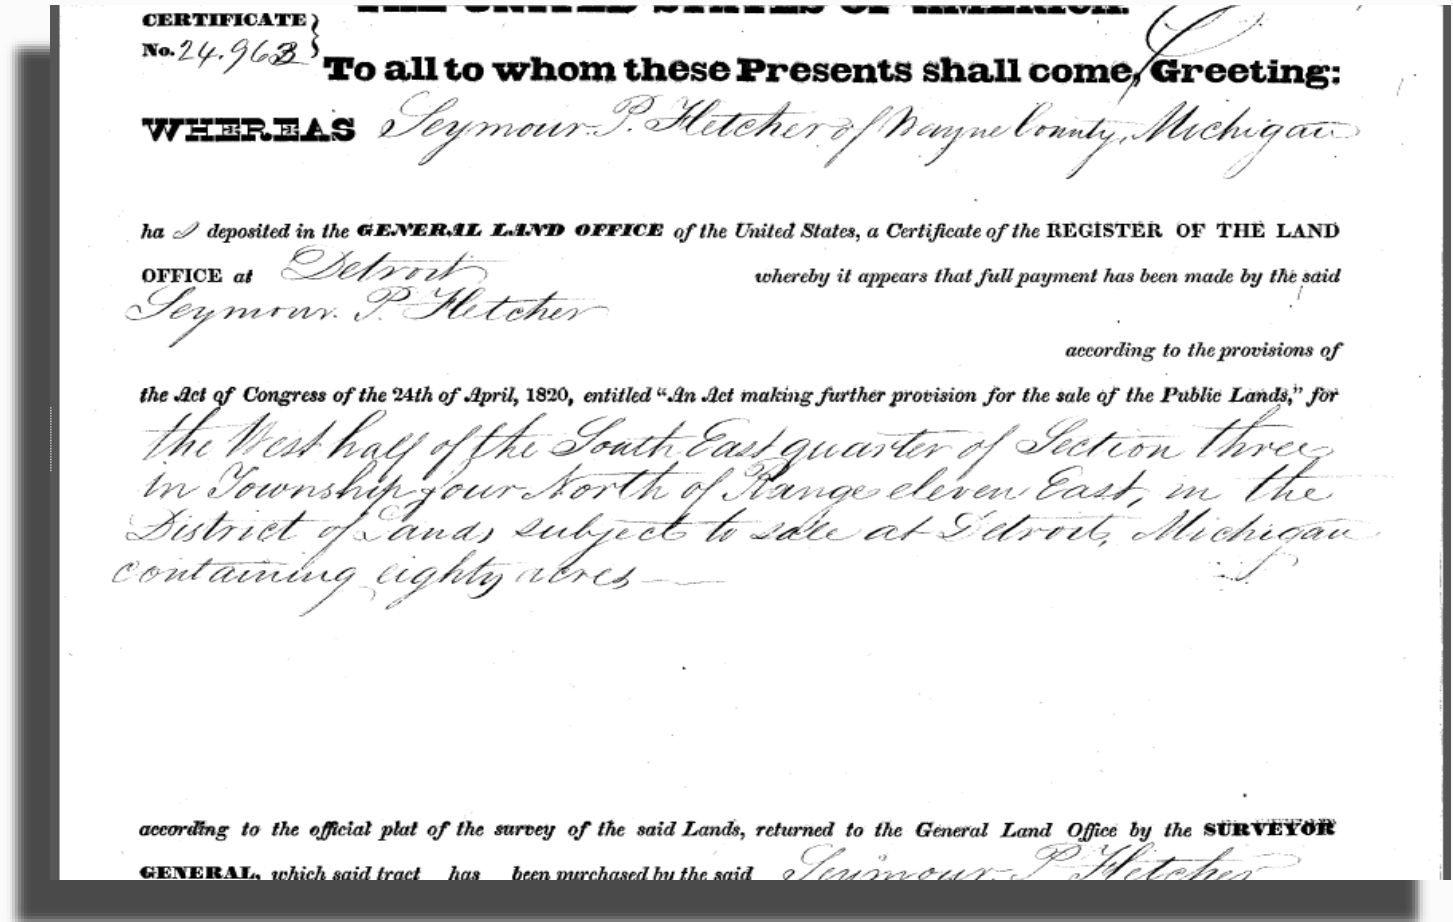 THE UNITED STATES OF AMERICA.
CERTIFICATE
No. 24.963
To all to whom these Presents shall come, Greeting:
WHEREAS Seymour P. Fletcher of Wayne County, Michigan
ha s deposited in the GENERAL LAND OFFICE of the United States, a Certificate of the REGISTER OF THE LAND
OFFICE at Detroit whereby it appears that full payment has been made by the said
Seymour P. Fletcher
according to the provisions of
the Act of Congress of the 24th of April, 1820, entitled "An Act making further provision for the sale of the Public Lands," for
the West half of the South East quarter of Section three
in Township four North of Range eleven East, in the
District of Lands subject to sale at Detroit, Michigan
containing eighty acres
according to the official plat of the survey of the said Lands, returned to the General Land Office by the SURVEYOR
GENERAL, which said tract has been purchased by the said Seymour P. Fletcher